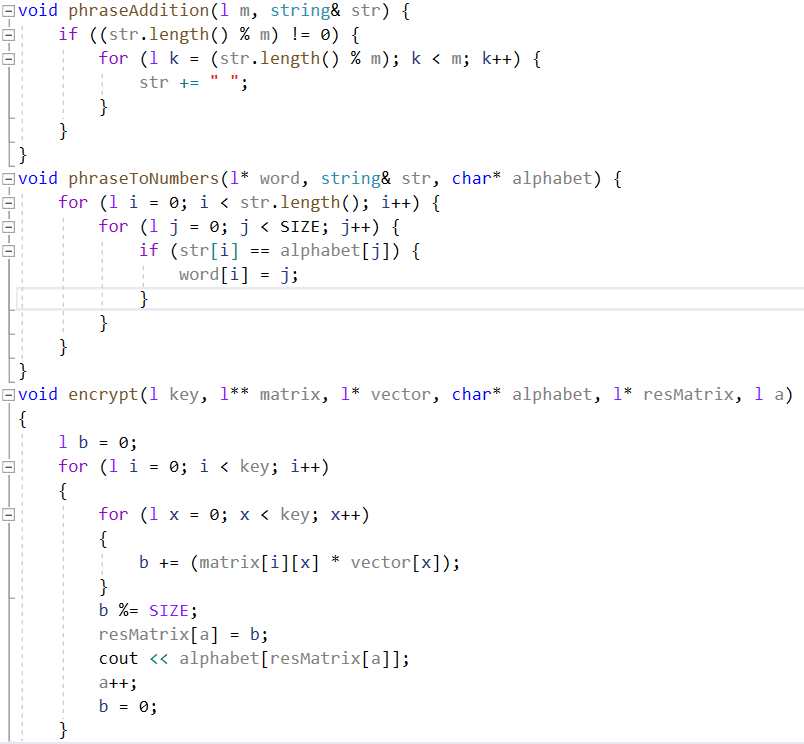 void phraseAddition(l m, string& str) {
    if ((str.length() % m) != 0) {
        for (l k = (str.length() % m); k < m; k++) {
            str += " ";
        }
    }
}
void phraseToNumbers(l* word, string& str, char* alphabet) {
    for (l i = 0; i < str.length(); i++) {
        for (l j = 0; j < SIZE; j++) {
            if (str[i] == alphabet[j]) {
                word[i] = j;
            }
        }
    }
}
void encrypt(l key, l** matrix, l* vector, char* alphabet, l* resMatrix, l a)
{
    l b = 0;
    for (l i = 0; i < key; i++)
    {
        for (l x = 0; x < key; x++)
        {
            b += (matrix[i][x] * vector[x]);
        }
        b %= SIZE;
        resMatrix[a] = b;
        cout << alphabet[resMatrix[a]];
        a++;
        b = 0;
    }